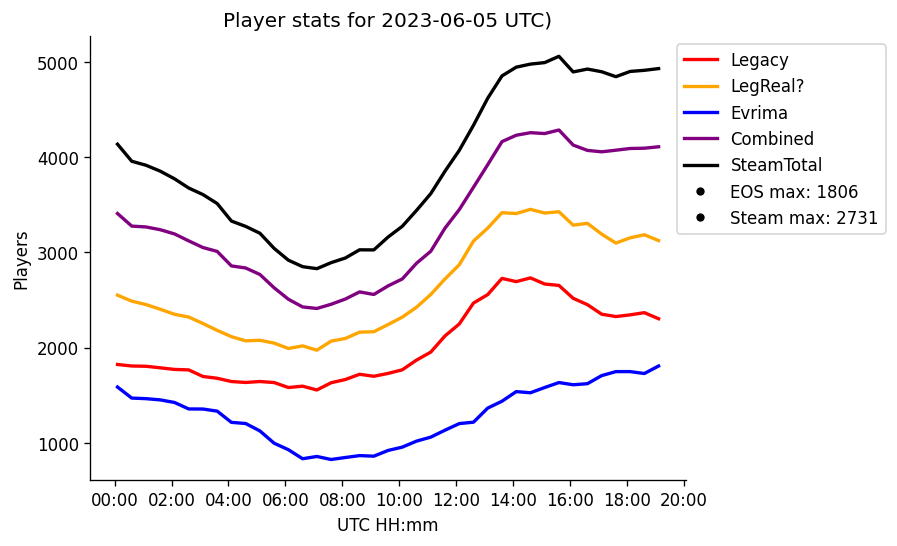 Player stats for 2023-06-05 UTC)
5000
4000
3000
2000
1000
Players
00:00 02:00 04:00 06:00 08:00 10:00 12:00 14:00 16:00 18:00 20:00
UTC HH:mm
Legacy
LegReal?
Evrima
Combined
SteamTotal
EOS max: 1806
Steam max: 2731